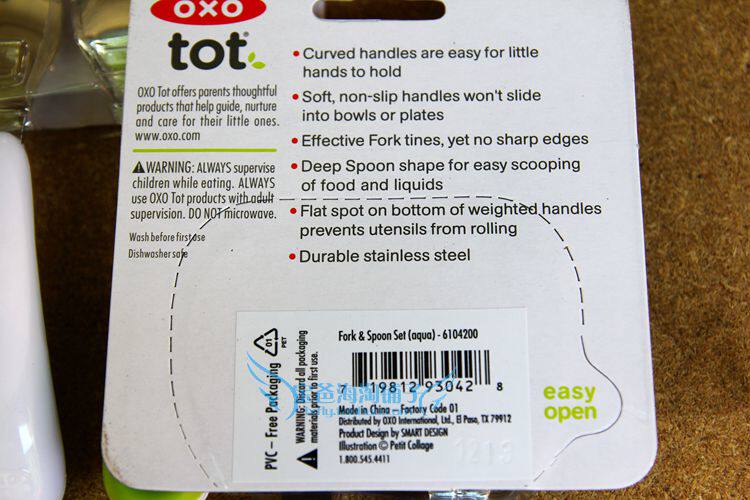 OXO
tot
OXO Tot offers parents thoughtful
products that help guide, nurture
and care for their little ones.
www.oxo.com
WARNING: ALWAYS supervise
children while eating. ALWAYS
use OXO Tot products with adult
supervision. DO NOT microwave.
Wash before first use
Dishwasher safe
• Curved handles are easy for little
hands to hold
• Soft, non-slip handles won't slide
into bowls or plates
• Effective Fork tines, yet no sharp edges
• Deep Spoon shape for easy scooping
of food and liquids
• Flat spot on bottom of weighted handles
prevents utensils from rolling
• Durable stainless steel
PVC – Free Packaging
01
PET
WARNING: Discard all packaging
materials prior to first use.
Fork & Spoon Set (aqua) - 6104200
7 19812 93042 8
Made in China – Factory Code 01
Distributed by OXO International, Ltd., El Paso, TX 79912
Product Design by SMART DESIGN
Illustration © Petit Collage
1.800.545.4411
easy
open